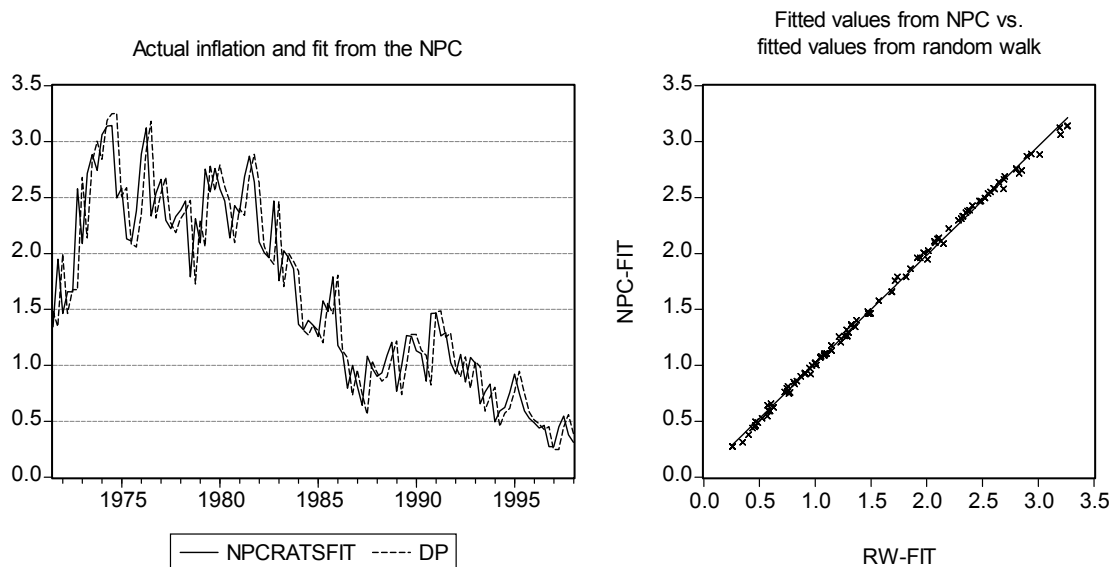 Actual inflation and fit from the NPC
3.5
3.0
2.5
2.0
1.5
1.0
0.5
0.0
1975 1980 1985 1990 1995
NPCRATSFIT DP
Fitted values from NPC vs.
fitted values from random walk
NPC-FIT
3.5
3.0
2.5
2.0
1.5
1.0
0.5
0.0
0.0 0.5 1.0 1.5 2.0 2.5 3.0 3.5
RW-FIT